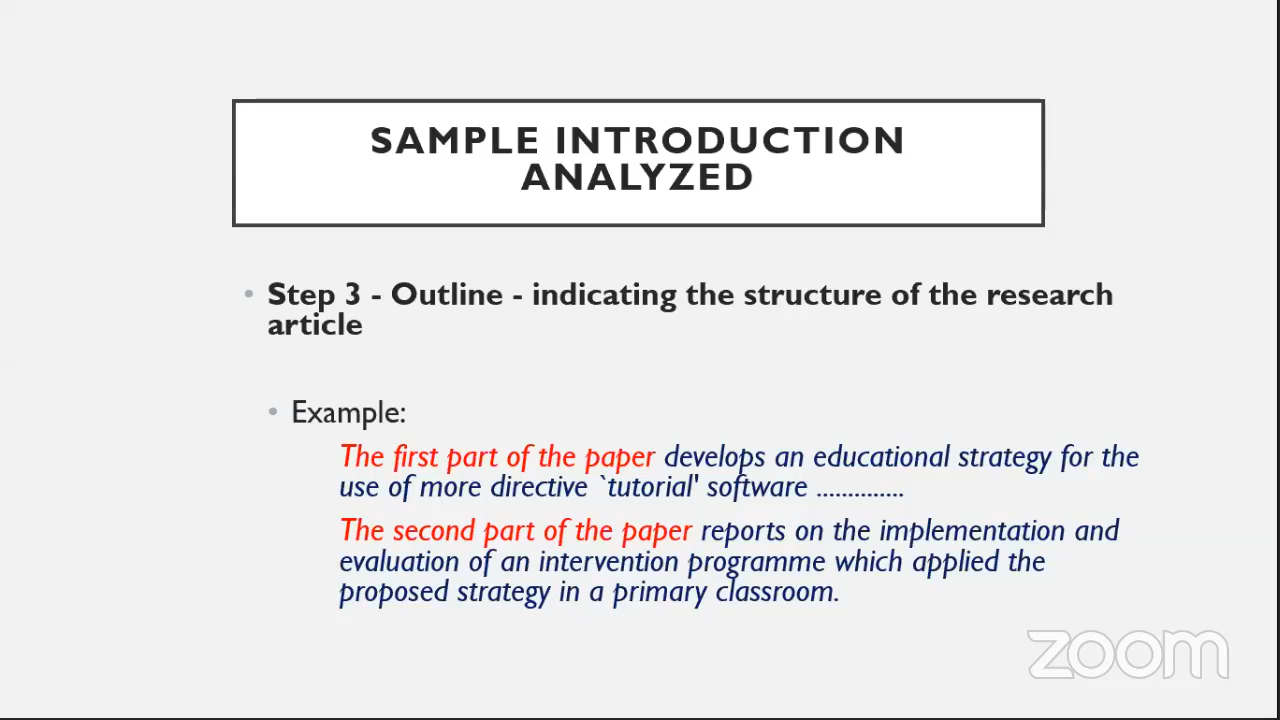 SAMPLE INTRODUCTION
ANALYZED
• Step 3 - Outline - indicating the structure of the research
article
• Example:
The first part of the paper develops an educational strategy for the
use of more directive `tutorial' software ..............
The second part of the paper reports on the implementation and
evaluation of an intervention programme which applied the
proposed strategy in a primary classroom.
zoom